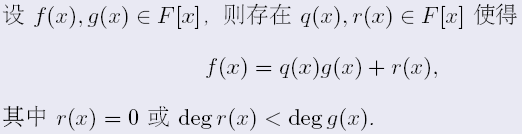 设 f(x), g(x) ∈ F[x], 则存在 q(x), r(x) ∈ F[x] 使得
f(x) = q(x)g(x) + r(x),
其中 r(x) = 0 或 deg r(x) < deg g(x).